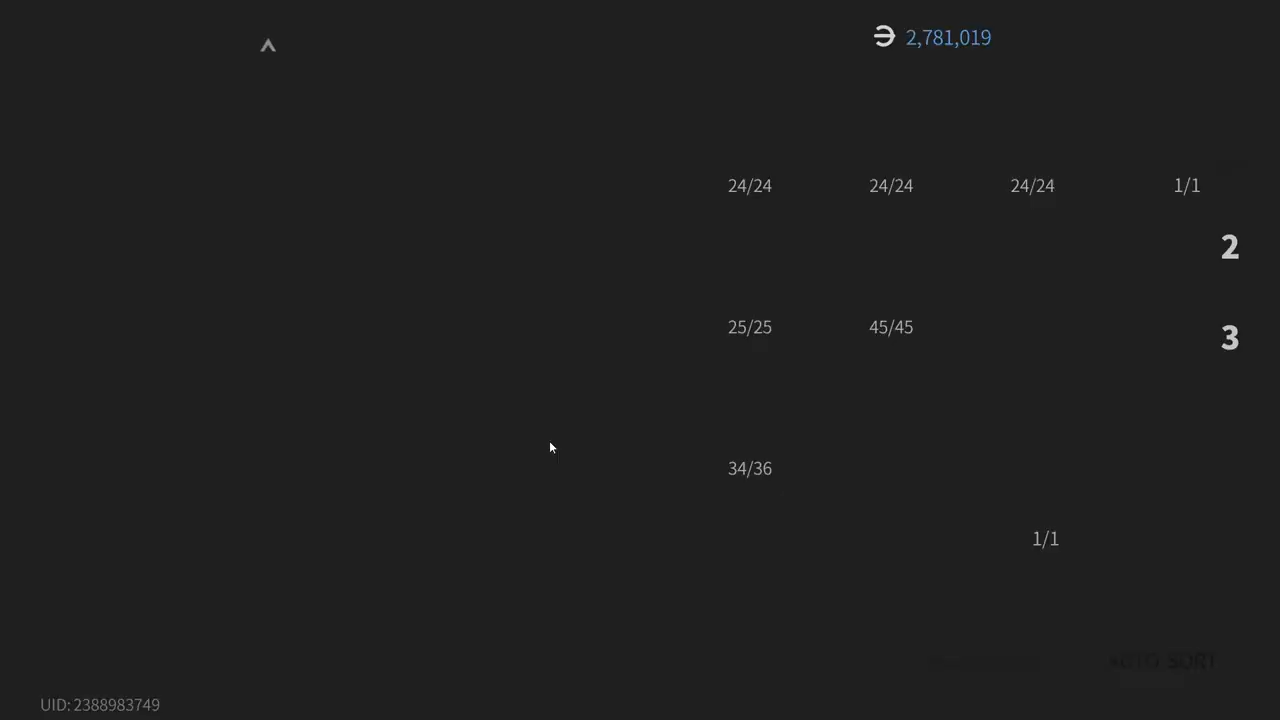 2,781,019
24/24 24/24 24/24 1/1
2
25/25 45/45
3
34/36
1/1
AUTO SORT
UID: 2388983749